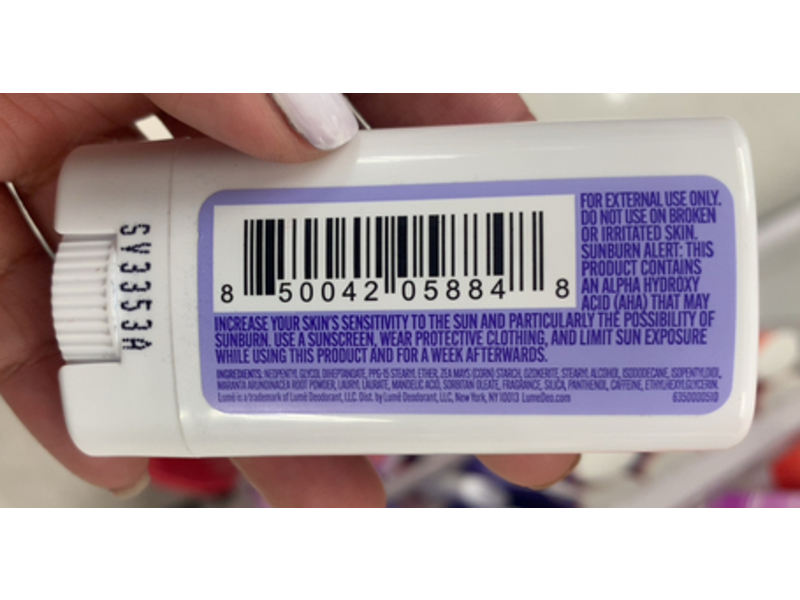 SV3353A
8 50042 05884 8
FOR EXTERNAL USE ONLY.
DO NOT USE ON BROKEN
OR IRRITATED SKIN.
SUNBURN ALERT: THIS
PRODUCT CONTAINS
AN ALPHA HYDROXY
ACID (AHA) THAT MAY
INCREASE YOUR SKIN'S SENSITIVITY TO THE SUN AND PARTICULARLY THE POSSIBILITY OF
SUNBURN. USE A SUNSCREEN, WEAR PROTECTIVE CLOTHING, AND LIMIT SUN EXPOSURE
WHILE USING THIS PRODUCT AND FOR A WEEK AFTERWARDS.
INGREDIENTS: NEOPENTYL GLYCOL DIHEPTANOATE, PPG-15 STEARYL ETHER, ZEA MAYS (CORN) STARCH, OZOKERITE, STEARYL ALCOHOL, ISODODECANE, ISOPENTYLDIOL,
MARANTA ARUNDINACEA ROOT POWDER, LAURYL LAURATE, MANDELIC ACID, SORBITAN OLEATE, FRAGRANCE, SILICA, PANTHENOL, CAFFEINE, ETHYLHEXYLGLYCERIN.
Lumē is a trademark of Lumē Deodorant, LLC. Dist. by Lumē Deodorant, LLC, New York, NY 10013 LumeDeo.com
6350000510